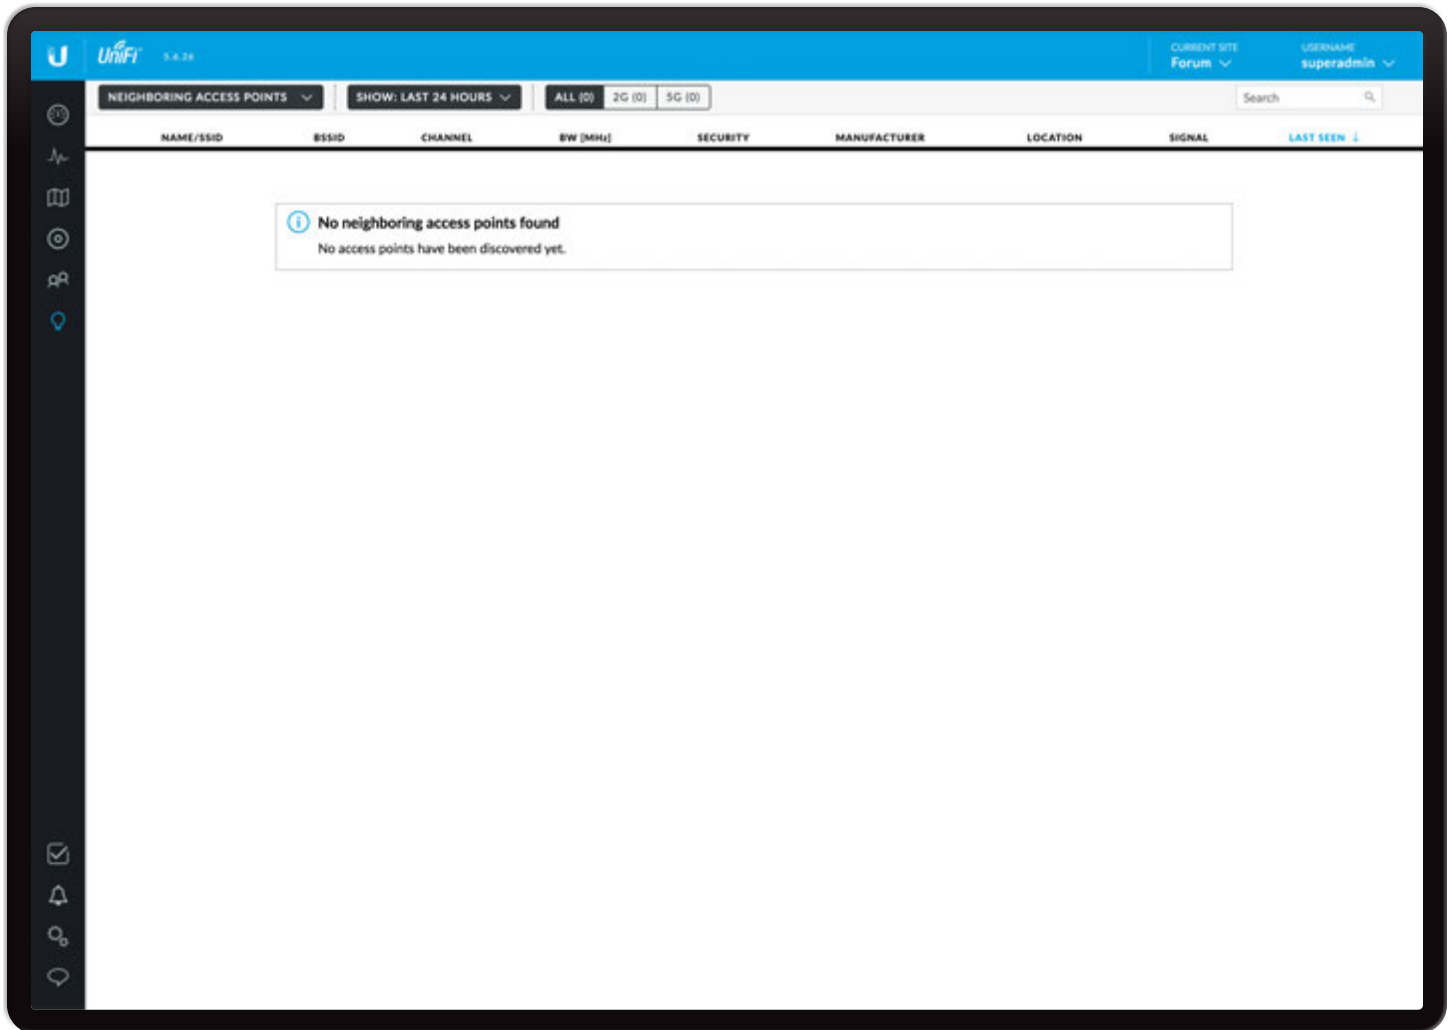 U UniFi 5.6.26 CURRENT SITE USERNAME
Forum superadmin
NEIGHBORING ACCESS POINTS SHOW: LAST 24 HOURS ALL (0) 2G (0) 5G (0) Search
NAME/SSID BSSID CHANNEL BW [MHz] SECURITY MANUFACTURER LOCATION SIGNAL LAST SEEN ↓
i No neighboring access points found
No access points have been discovered yet.